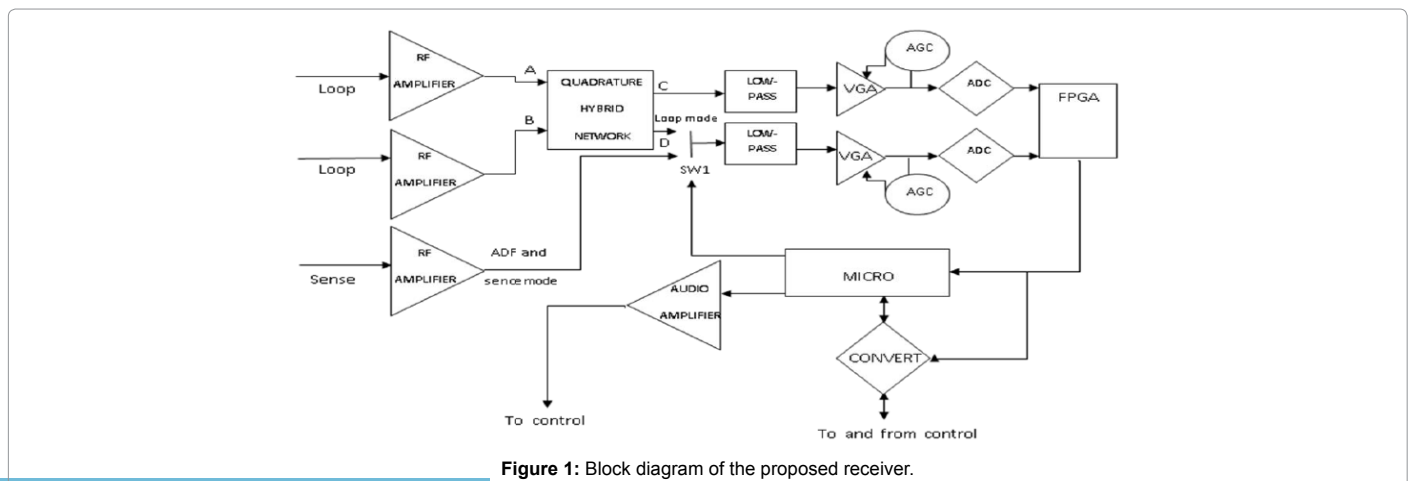 RF
AMPLIFIER
Loop
A
QUADRATURE
HYBRID
NETWORK
C
LOW-
PASS
VGA
AGC
ADC
FPGA
RF
AMPLIFIER
Loop
B
Loop mode
D
SW1
LOW-
PASS
VGA
AGC
ADC
RF
AMPLIFIER
Sense
ADF and
sence mode
MICRO
AUDIO
AMPLIFIER
CONVERT
To control
To and from control
Figure 1: Block diagram of the proposed receiver.